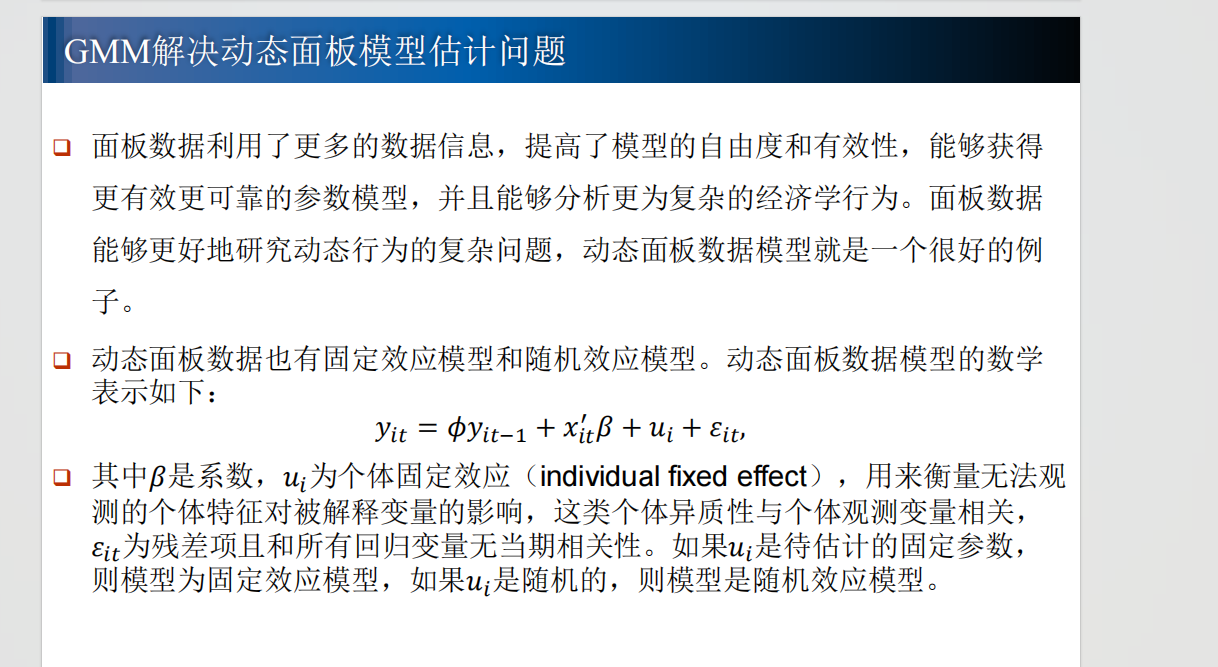 GMM解决动态面板模型估计问题
❑ 面板数据利用了更多的数据信息，提高了模型的自由度和有效性，能够获得
更有效更可靠的参数模型，并且能够分析更为复杂的经济学行为。面板数据
能够更好地研究动态行为的复杂问题，动态面板数据模型就是一个很好的例
子。
❑ 动态面板数据也有固定效应模型和随机效应模型。动态面板数据模型的数学
表示如下：
$y_{it} = \phi y_{it-1} + x'_{it}\beta + u_i + \varepsilon_{it},$
❑ 其中$\beta$是系数，$u_i$为个体固定效应（individual fixed effect），用来衡量无法观
测的个体特征对被解释变量的影响，这类个体异质性与个体观测变量相关，
$\varepsilon_{it}$为残差项且和所有回归变量无当期相关性。如果$u_i$是待估计的固定参数，
则模型为固定效应模型，如果$u_i$是随机的，则模型是随机效应模型。